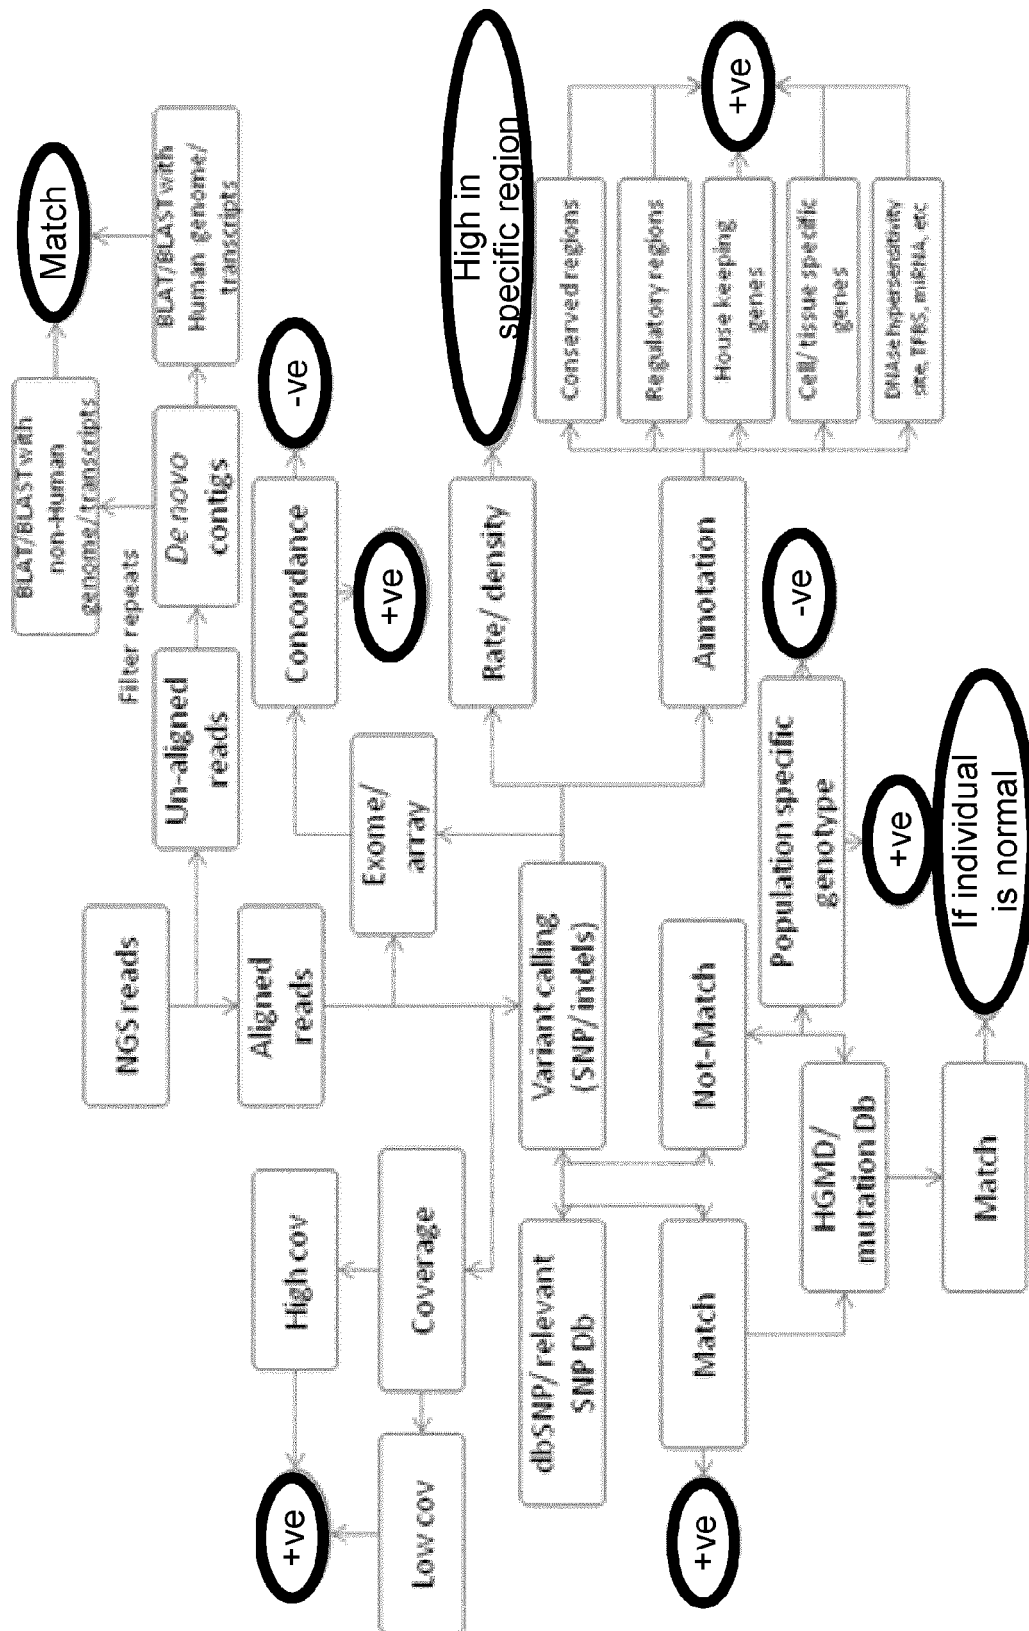 NGS reads
Aligned
reads
Un-aligned
reads
Filter repeats
De novo
contigs
BLAT/BLAST with
non-Human
genome/transcripts
BLAT/BLAST with
Human genome/
transcripts
Match
High cov
Coverage
Low cov
+ve
Exome/
array
Concordance
-ve
+ve
dbSNP/ relevant
SNP Db
Variant calling
(SNP/indels)
Rate/ density
High in
specific region
Match
+ve
Not-Match
Annotation
Conserved regions
Regulatory regions
House keeping
genes
Cell/ tissue specific
genes
DNAse hypersensitivity
site, TFBS, miRNA, etc
+ve
HGMD/
mutation Db
Population specific
genotype
-ve
+ve
Match
If individual
is normal